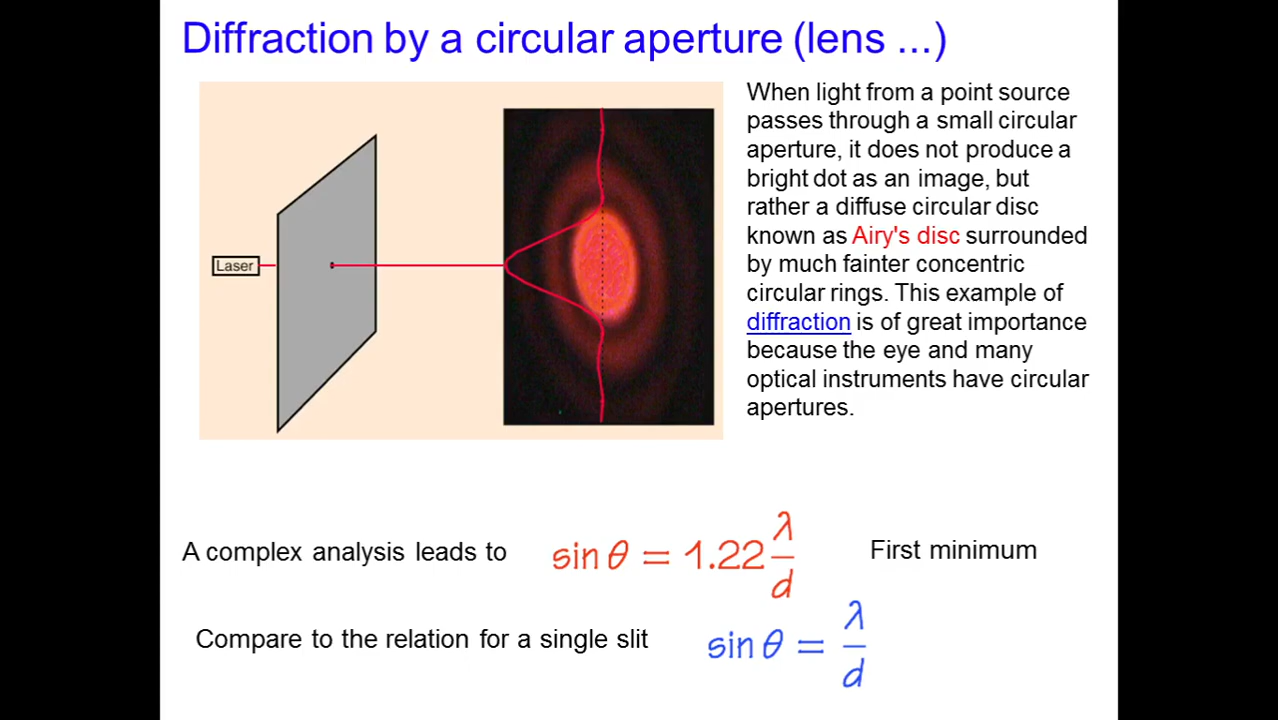 Diffraction by a circular aperture (lens ...)
Laser
When light from a point source
passes through a small circular
aperture, it does not produce a
bright dot as an image, but
rather a diffuse circular disc
known as Airy's disc surrounded
by much fainter concentric
circular rings. This example of
diffraction is of great importance
because the eye and many
optical instruments have circular
apertures.
A complex analysis leads to sin θ = 1.22 λ/d First minimum
Compare to the relation for a single slit sin θ = λ/d